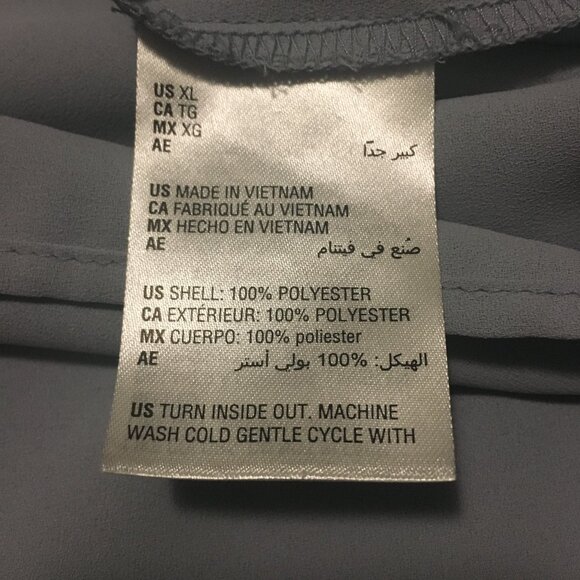 US XL
CA TG
MX XG
AE كبير جدًا
US MADE IN VIETNAM
CA FABRIQUÉ AU VIETNAM
MX HECHO EN VIETNAM
AE صُنع في فيتنام
US SHELL: 100% POLYESTER
CA EXTÉRIEUR: 100% POLYESTER
MX CUERPO: 100% poliester
AE الهيكل: 100% بولي أستر
US TURN INSIDE OUT. MACHINE
WASH COLD GENTLE CYCLE WITH